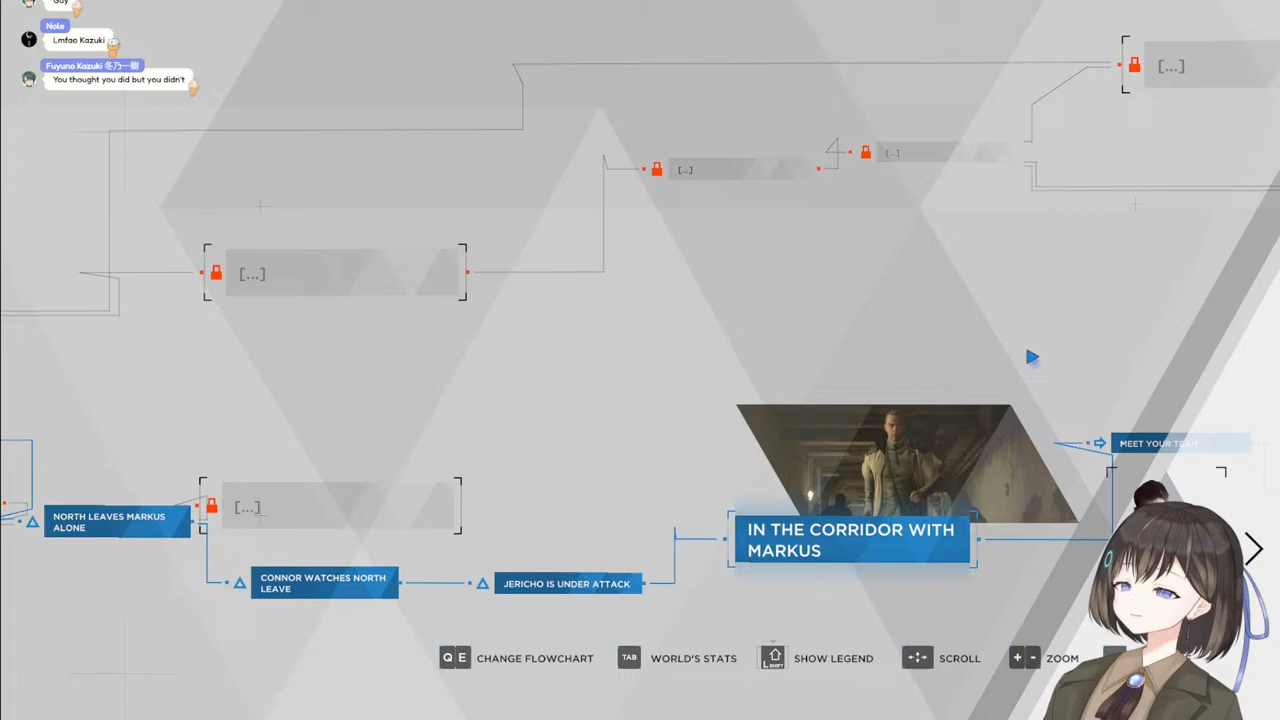 Guy
Nole
Lmfao Kazuki
Fuyuno Kazuki 冬乃一樹
You thought you did but you didn't
[...]
[...]
[...]
[...]
MEET YOUR TEAM
[...]
NORTH LEAVES MARKUS
ALONE
IN THE CORRIDOR WITH
MARKUS
CONNOR WATCHES NORTH
LEAVE
JERICHO IS UNDER ATTACK
Q E CHANGE FLOWCHART
TAB WORLD'S STATS
L SHIFT SHOW LEGEND
SCROLL
+ - ZOOM